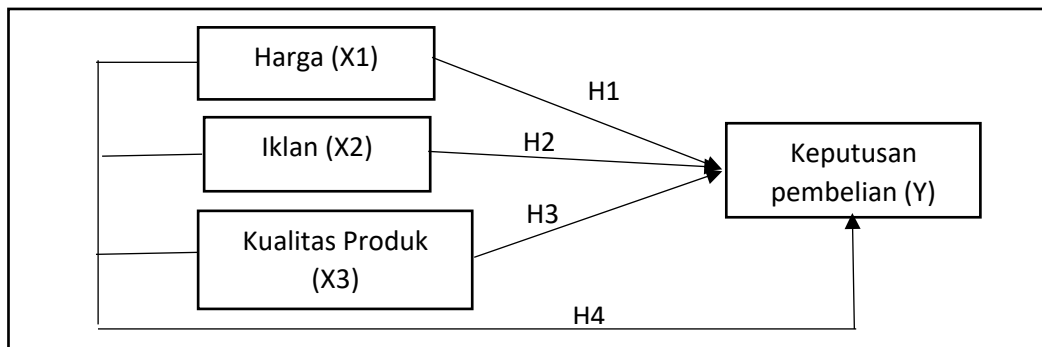 Harga (X1)
H1
Iklan (X2)
H2
Keputusan
pembelian (Y)
H3
Kualitas Produk
(X3)
H4